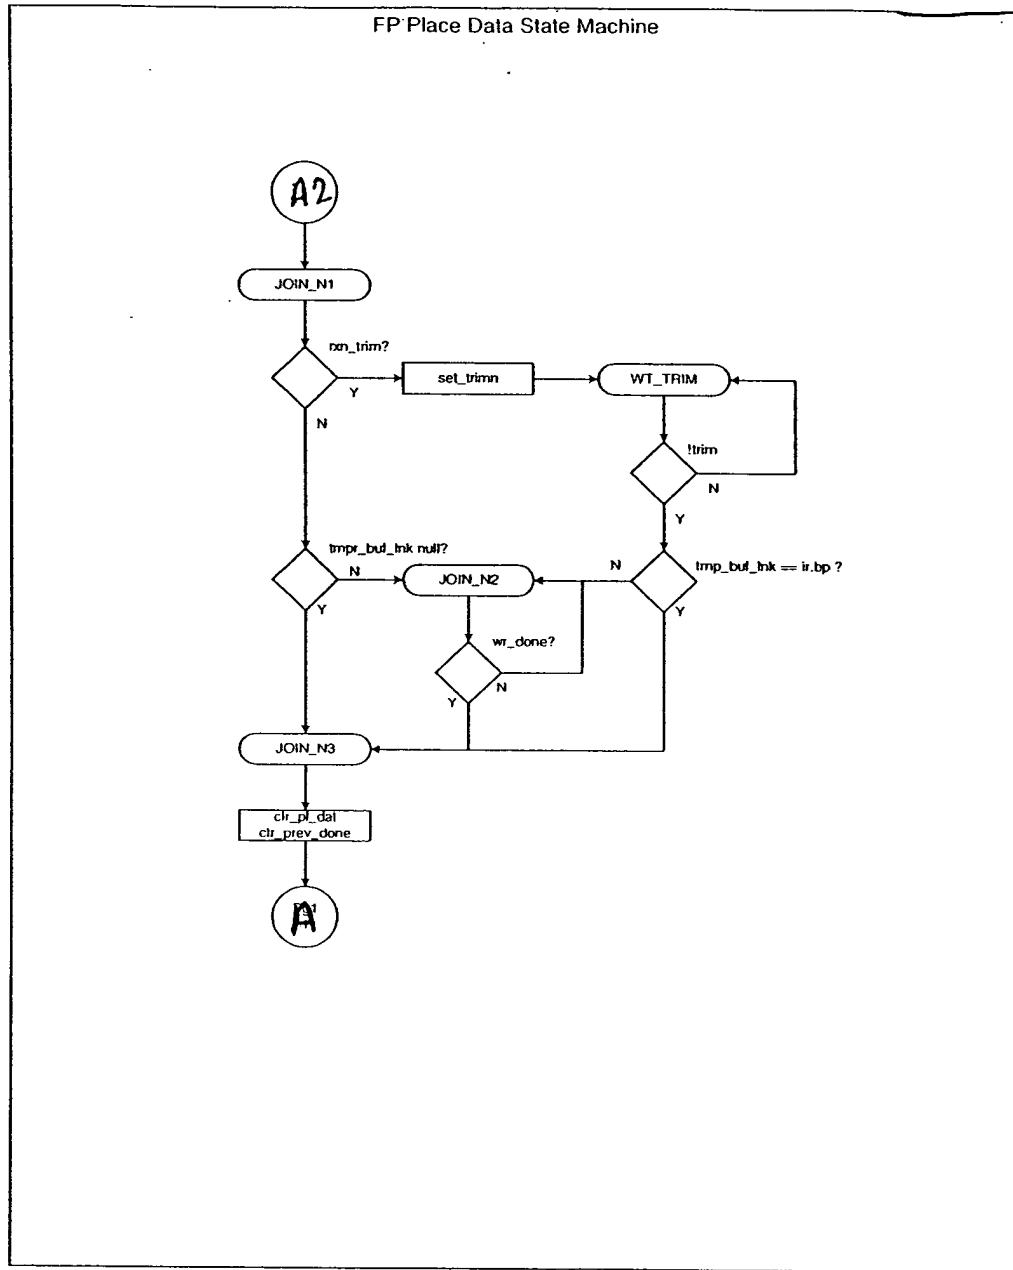 FP Place Data State Machine
A2
JOIN_N1
rxn_trim?
Y
set_trimn
WT_TRIM
N
!trim
N
Y
tmpr_buf_lnk null?
N
JOIN_N2
N
tmp_buf_lnk == ir.bp ?
Y
Y
wr_done?
Y
N
JOIN_N3
clr_pl_dat
clr_prev_done
A